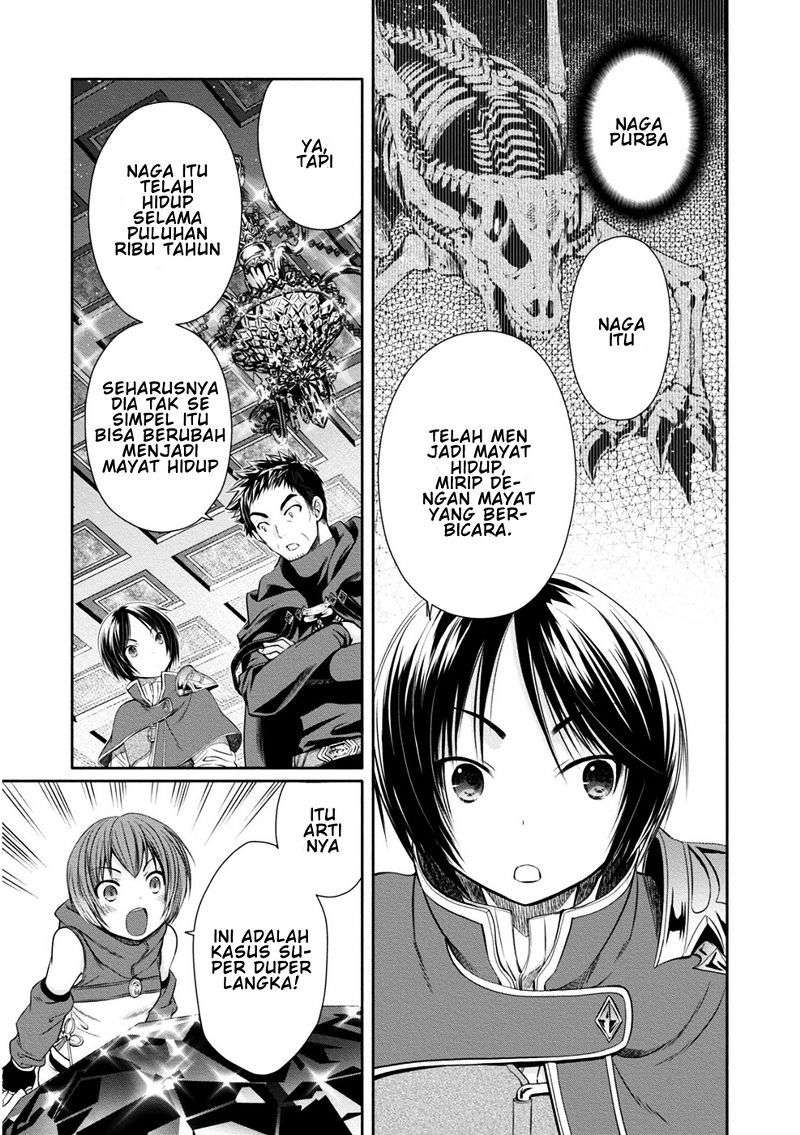 NAGA
PURBA
NAGA
ITU
TELAH MEN
JADI MAYAT
HIDUP,
MIRIP DE-
NGAN MAYAT
YANG BER-
BICARA.
YA,
TAPI
NAGA ITU
TELAH
HIDUP
SELAMA
PULUHAN
RIBU TAHUN
SEHARUSNYA
DIA TAK SE
SIMPEL ITU
BISA BERUBAH
MENJADI
MAYAT HIDUP
ITU
ARTI
NYA
INI ADALAH
KASUS SU-
PER DUPER
LANGKA!